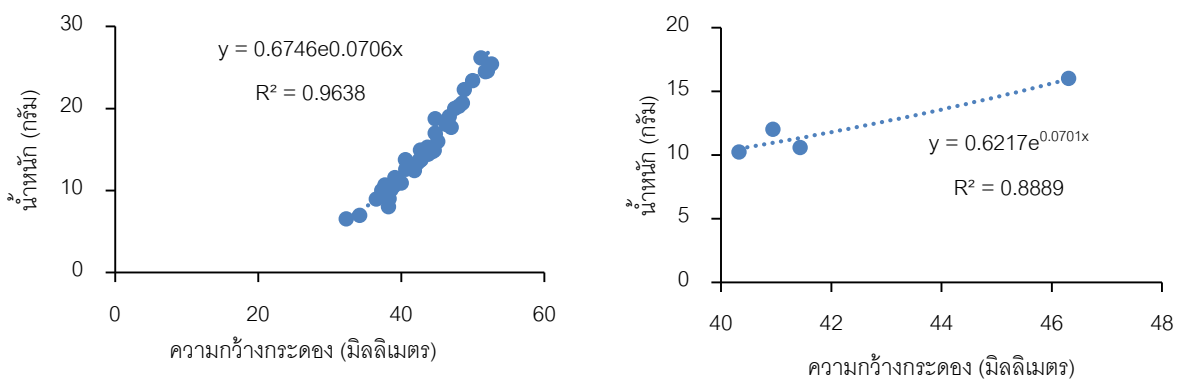 30
y = 0.6746e0.0706x
R² = 0.9638
20
10
0
น้ำหนัก (กรัม)
0 20 40 60
ความกว้างกระดอง (มิลลิเมตร)
20
15
y = 0.6217e0.0701x
10
R² = 0.8889
5
0
น้ำหนัก (กรัม)
40 42 44 46 48
ความกว้างกระดอง (มิลลิเมตร)